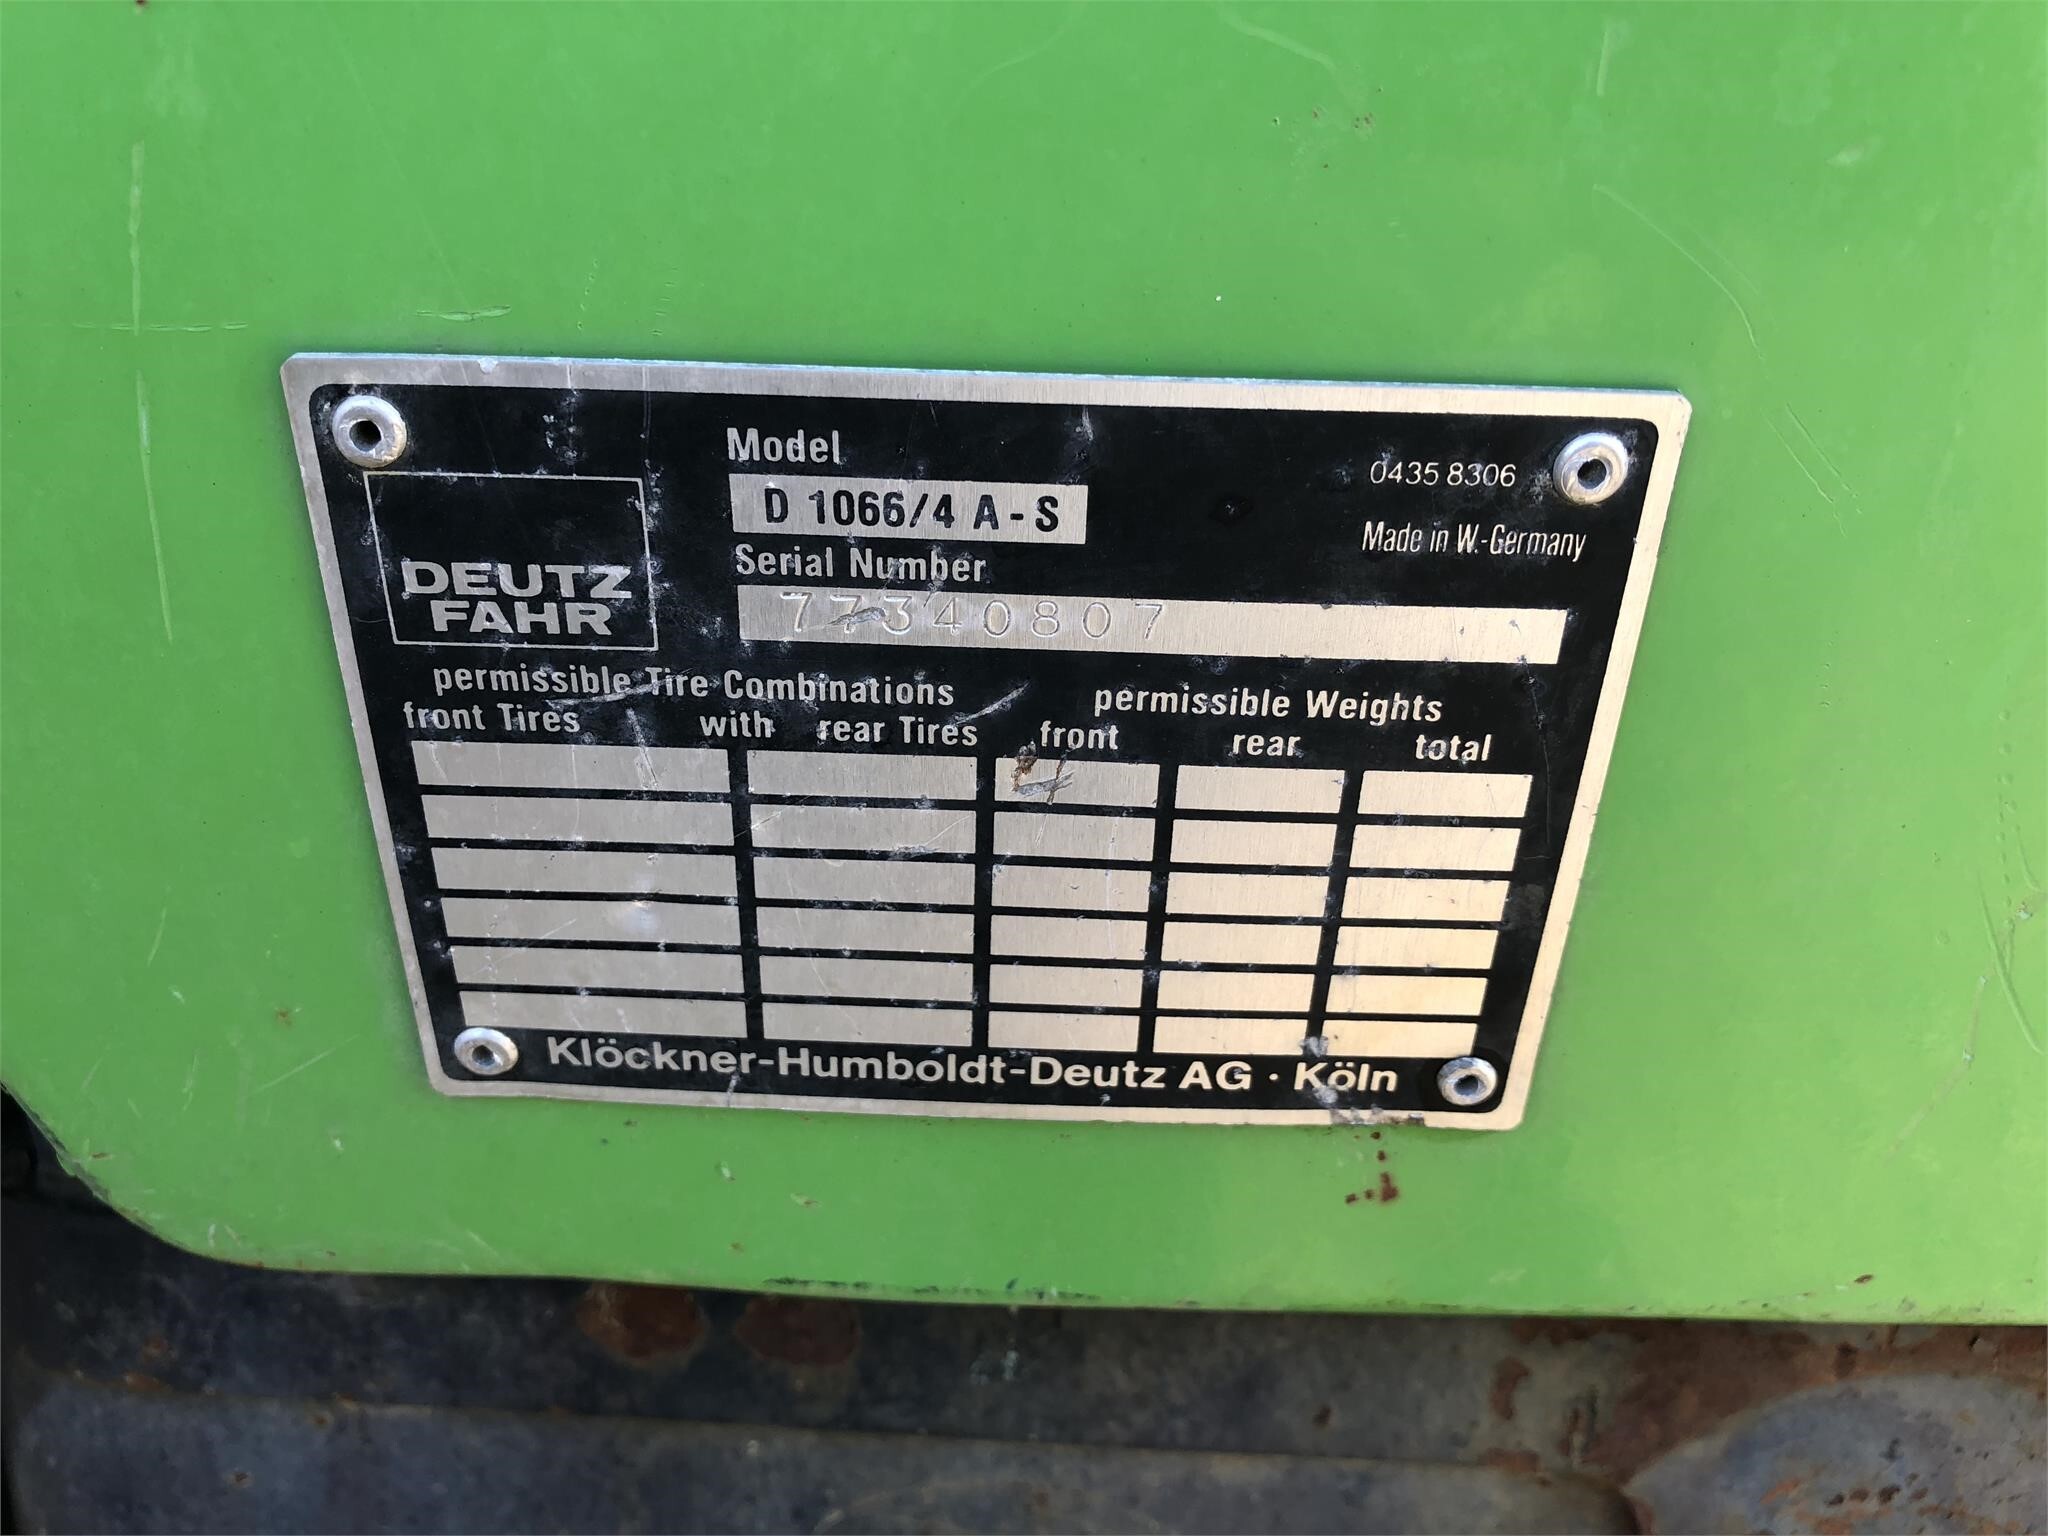 Model
0435 8306
D 1066/4 A-S
Made in W.-Germany
Serial Number
DEUTZ
FAHR
77340807
permissible Tire Combinations
permissible Weights
front Tires with rear Tires
front rear total
Klöckner-Humboldt-Deutz AG · Köln